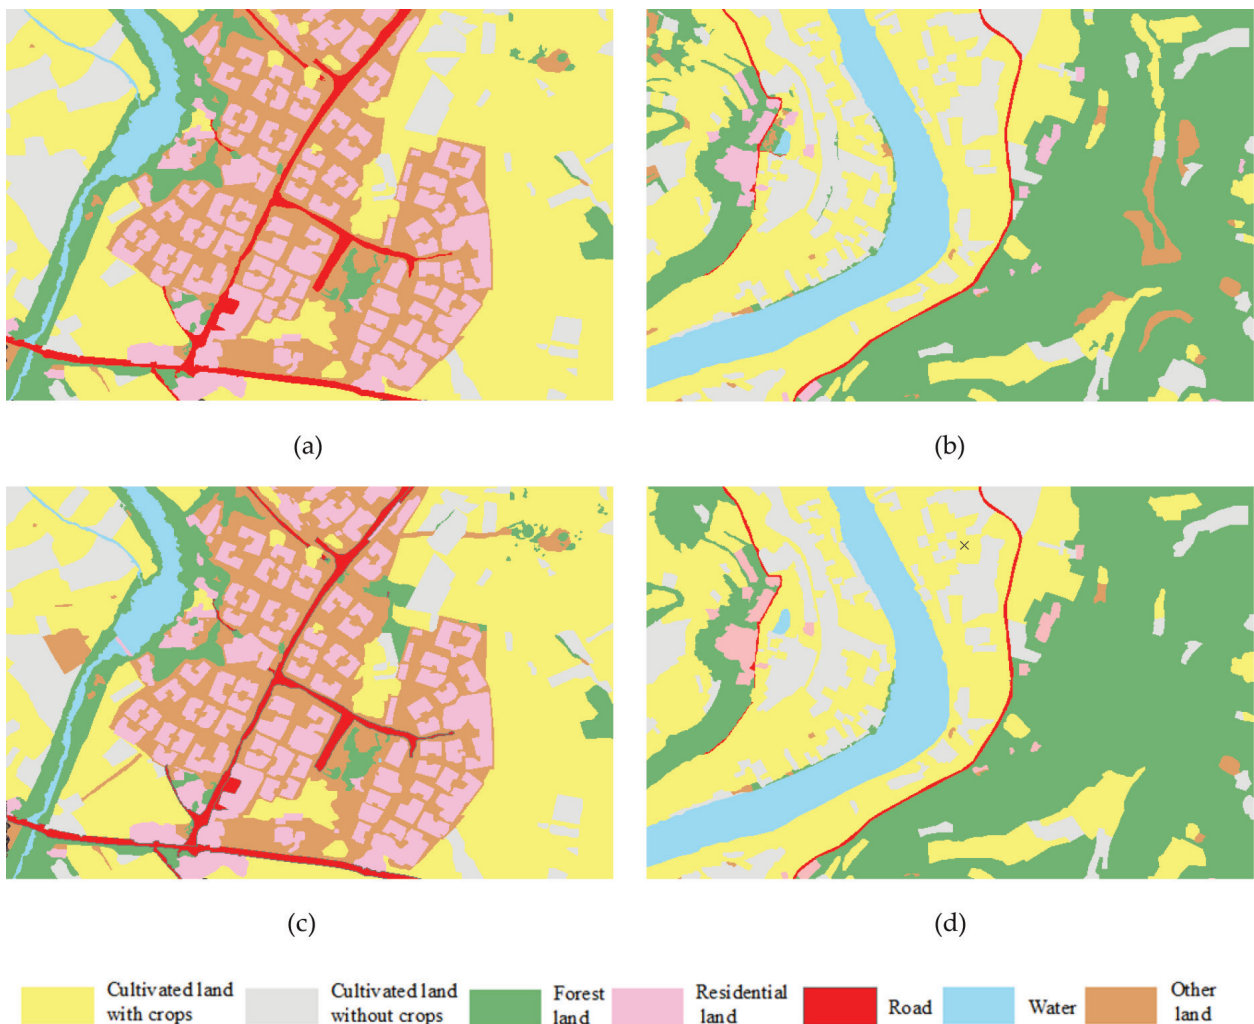 (a)
(b)
(c)
(d)
Cultivated land
with crops
Cultivated land
without crops
Forest
land
Residential
land
Road
Water
Other
land